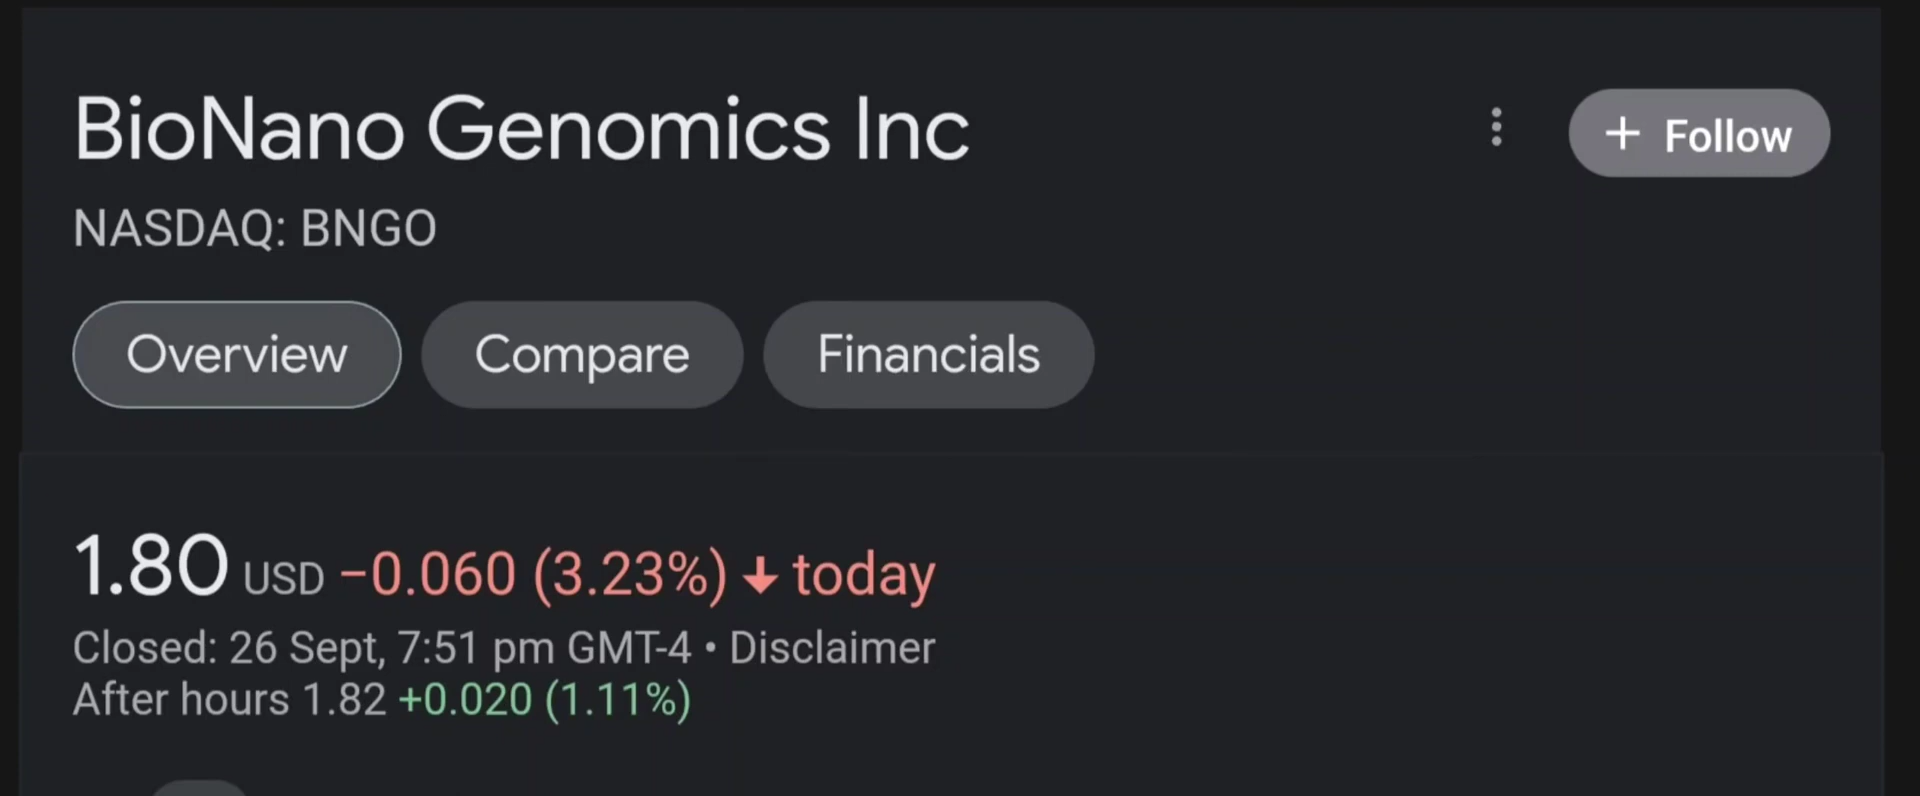 BioNano Genomics Inc
+ Follow
NASDAQ: BNGO
Overview Compare Financials
1.80 USD −0.060 (3.23%) ↓ today
Closed: 26 Sept, 7:51 pm GMT-4 • Disclaimer
After hours 1.82 +0.020 (1.11%)